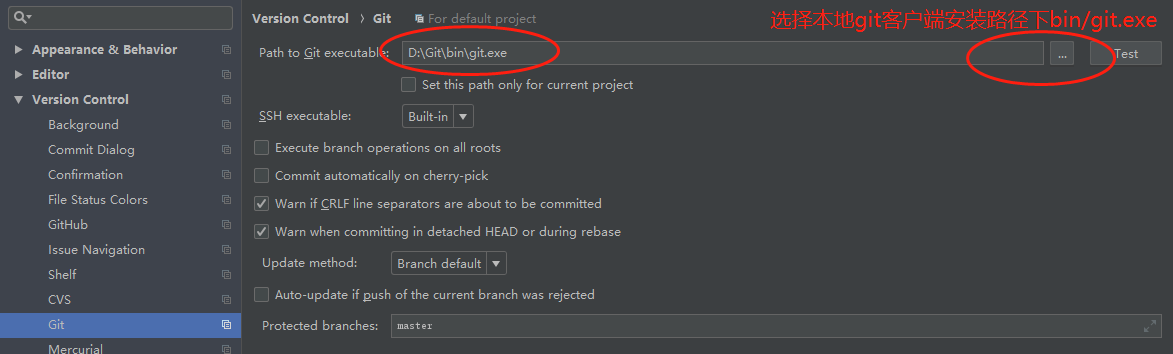 选择本地git客户端安装路径下bin/git.exe
Version Control › Git
For default project
Appearance & Behavior
Editor
Version Control
Background
Commit Dialog
Confirmation
File Status Colors
GitHub
Issue Navigation
Shelf
CVS
Git
Mercurial
Path to Git executable: D:\Git\bin\git.exe ... Test
Set this path only for current project
SSH executable: Built-in
Execute branch operations on all roots
Commit automatically on cherry-pick
Warn if CRLF line separators are about to be committed
Warn when committing in detached HEAD or during rebase
Update method: Branch default
Auto-update if push of the current branch was rejected
Protected branches: master